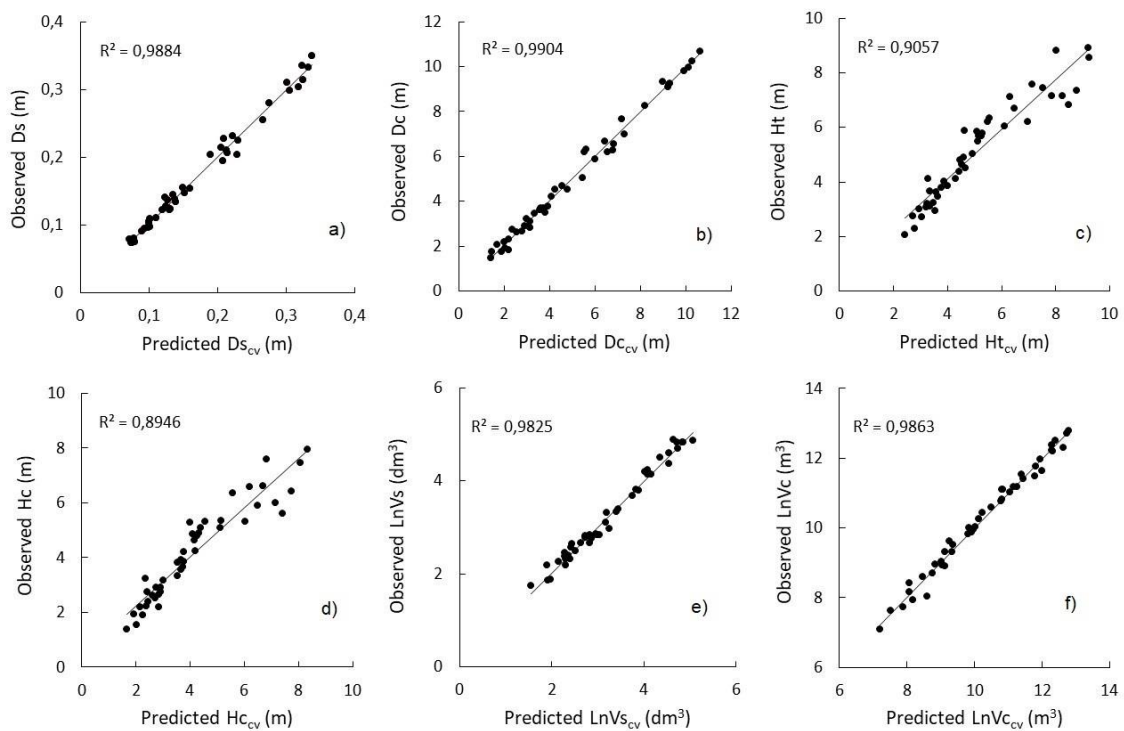 0,4
0,3
0,2
0,1
0
R² = 0,9884
Observed Ds (m)
a)
0 0,1 0,2 0,3 0,4
Predicted Ds_cv (m)
12
10
8
6
4
2
0
R² = 0,9904
Observed Dc (m)
b)
0 2 4 6 8 10 12
Predicted Dc_cv (m)
10
8
6
4
2
0
R² = 0,9057
Observed Ht (m)
c)
0 2 4 6 8 10
Predicted Ht_cv (m)
10
8
6
4
2
0
R² = 0,8946
Observed Hc (m)
d)
0 2 4 6 8 10
Predicted Hc_cv (m)
6
4
2
0
R² = 0,9825
Observed LnVs (dm³)
e)
0 2 4 6
Predicted LnVs_cv (dm³)
14
12
10
8
6
R² = 0,9863
Observed LnVc (m³)
f)
6 8 10 12 14
Predicted LnVc_cv (m³)